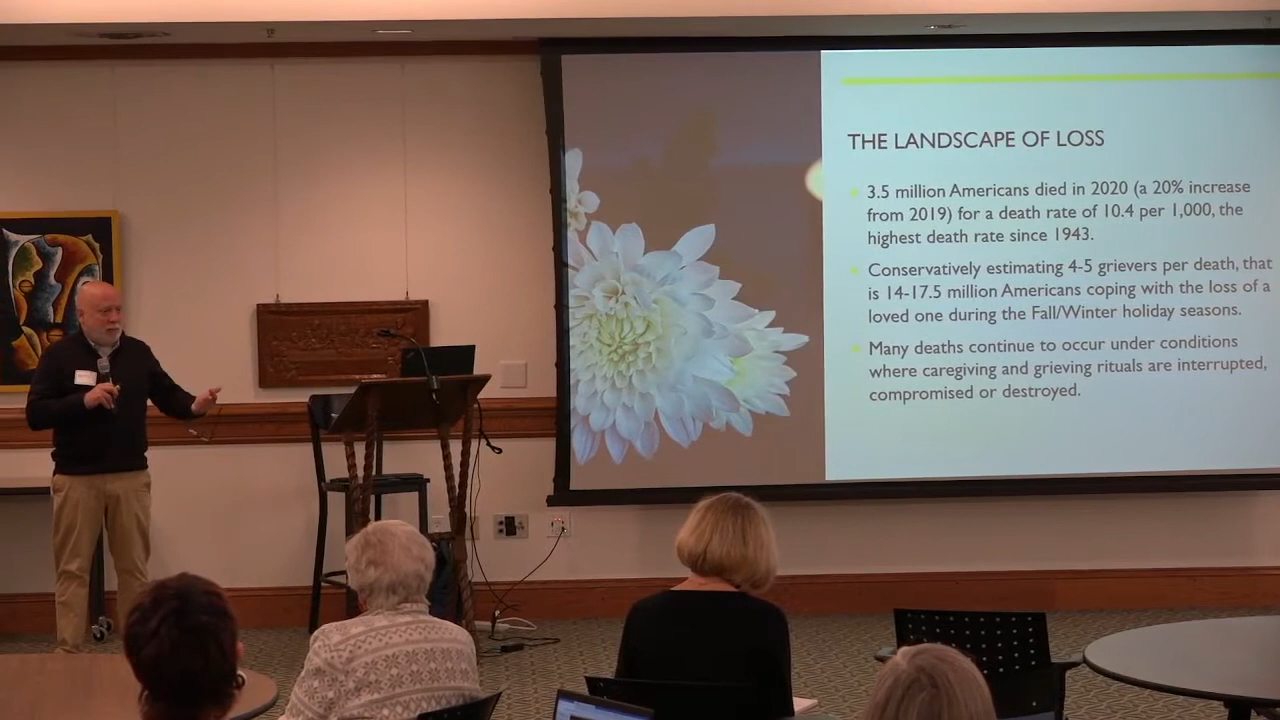 THE LANDSCAPE OF LOSS
3.5 million Americans died in 2020 (a 20% increase
from 2019) for a death rate of 10.4 per 1,000, the
highest death rate since 1943.
Conservatively estimating 4-5 grievers per death, that
is 14-17.5 million Americans coping with the loss of a
loved one during the Fall/Winter holiday seasons.
Many deaths continue to occur under conditions
where caregiving and grieving rituals are interrupted,
compromised or destroyed.